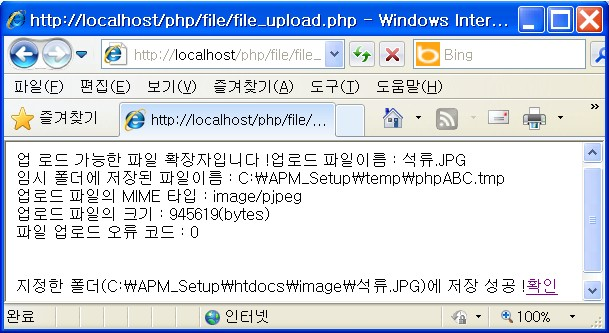 http://localhost/php/file/file_upload.php - Windows Inter...
http://localhost/php/file/file_
Bing
파일(F) 편집(E) 보기(V) 즐겨찾기(A) 도구(T) 도움말(H)
즐겨찾기
http://localhost/php/file/file/...
업 로드 가능한 파일 확장자입니다 !업로드 파일이름 : 석류.JPG
임시 폴더에 저장된 파일이름 : C:₩APM_Setup₩temp₩phpABC.tmp
업로드 파일의 MIME 타입 : image/pjpeg
업로드 파일의 크기 : 945619(bytes)
파일 업로드 오류 코드 : 0
지정한 폴더(C:₩APM_Setup₩htdocs₩image₩석류.JPG)에 저장 성공 !확인
완료
인터넷
100%